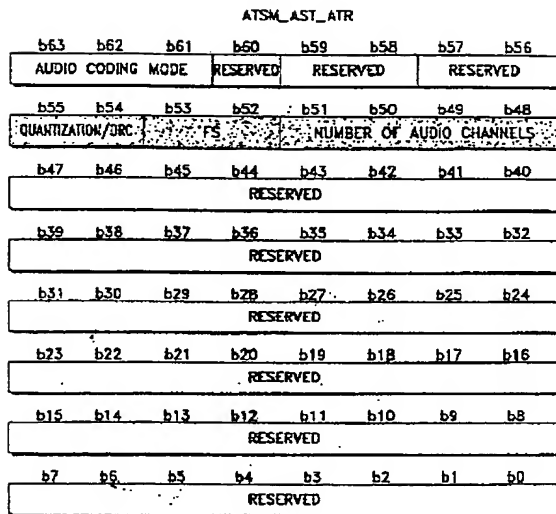 ATSM_AST_ATR
b63 b62 b61 b60 b59 b58 b57 b56
AUDIO CODING MODE RESERVED RESERVED RESERVED
b55 b54 b53 b52 b51 b50 b49 b48
QUANTIZATION/DRC FS NUMBER OF AUDIO CHANNELS
b47 b46 b45 b44 b43 b42 b41 b40
RESERVED
b39 b38 b37 b36 b35 b34 b33 b32
RESERVED
b31 b30 b29 b28 b27 b26 b25 b24
RESERVED
b23 b22 b21 b20 b19 b18 b17 b16
RESERVED
b15 b14 b13 b12 b11 b10 b9 b8
RESERVED
b7 b6 b5 b4 b3 b2 b1 b0
RESERVED